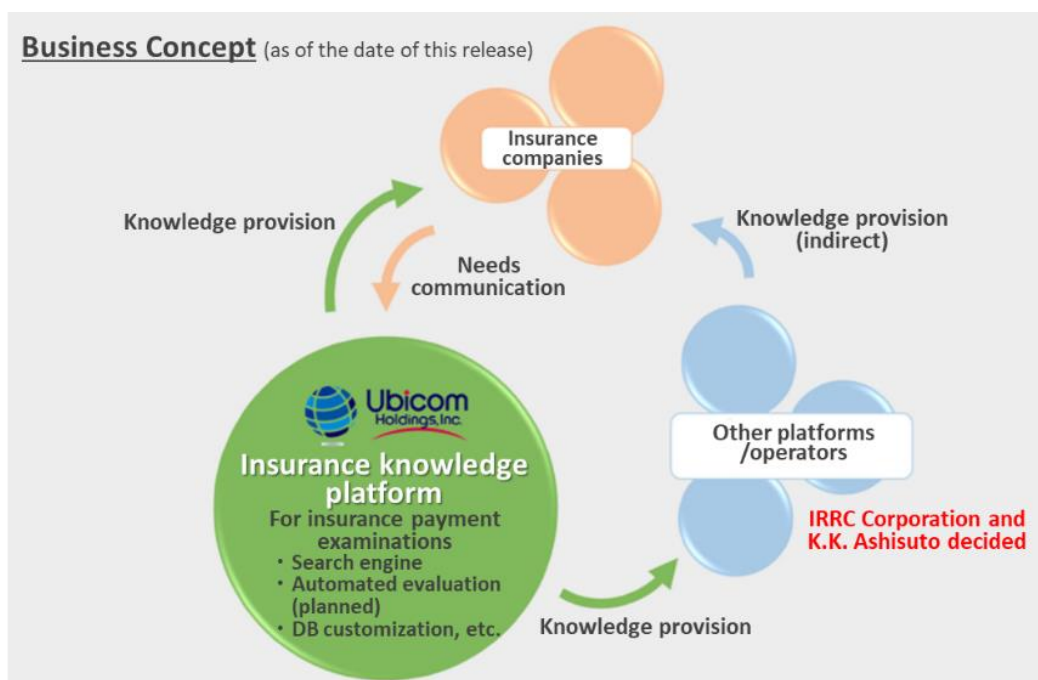 Business Concept (as of the date of this release)
Insurance
companies
Knowledge provision
Knowledge provision
(indirect)
Needs
communication
Ubicom
Holdings, Inc.
Insurance knowledge
platform
For insurance payment
examinations
・Search engine
・Automated evaluation
(planned)
・DB customization, etc.
Other platforms
/operators
IRRC Corporation and
K.K. Ashisuto decided
Knowledge provision